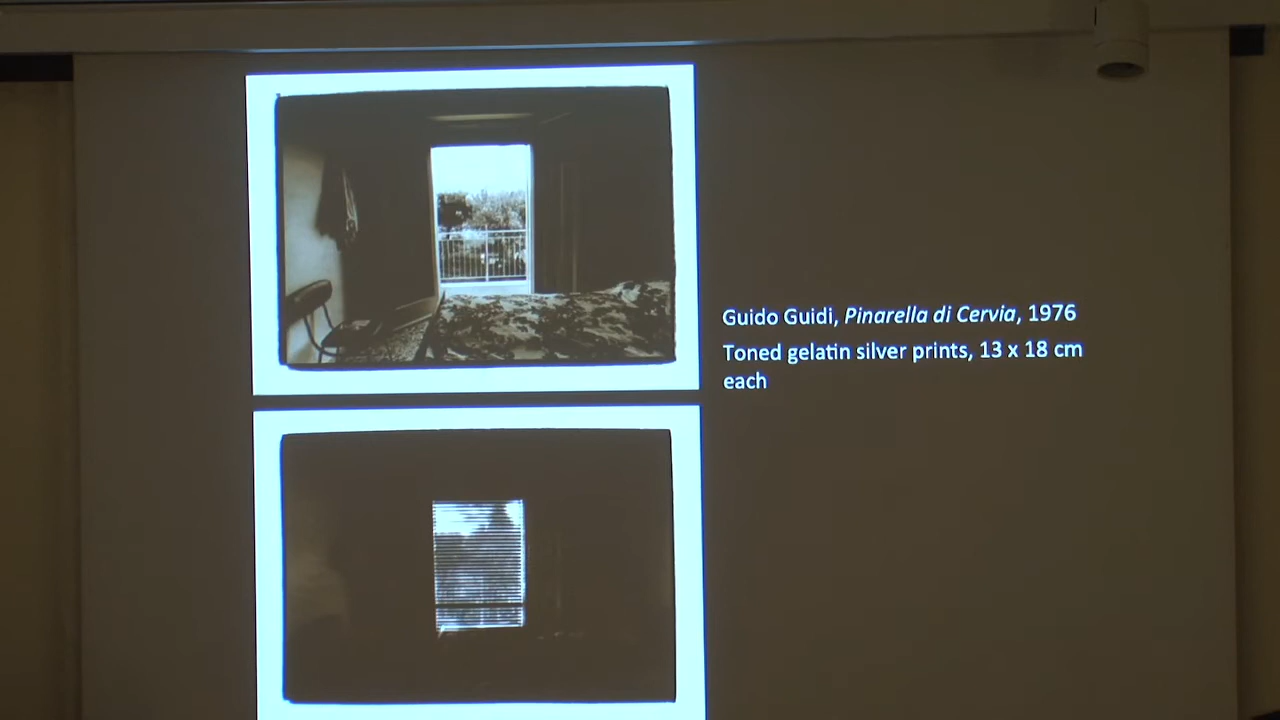 Guido Guidi, Pinarella di Cervia, 1976
Toned gelatin silver prints, 13 x 18 cm
each